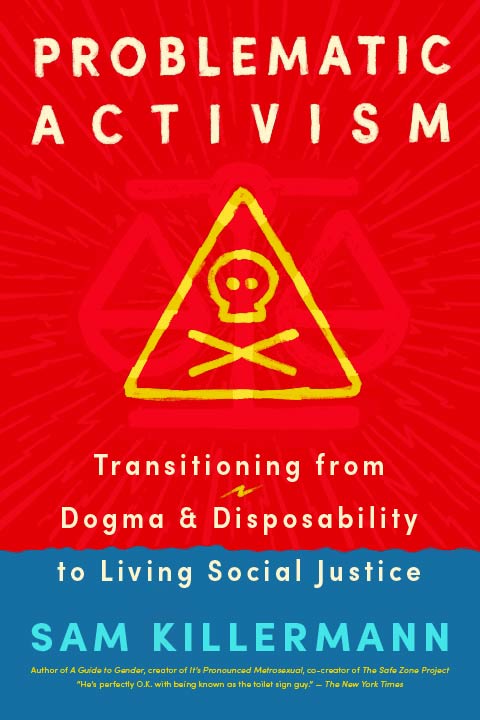 PROBLEMATIC
ACTIVISM
Transitioning from
Dogma & Disposability
to Living Social Justice
SAM KILLERMANN
Author of A Guide to Gender, creator of It's Pronounced Metrosexual, co-creator of The Safe Zone Project
"He's perfectly O.K. with being known as the toilet sign guy." — The New York Times